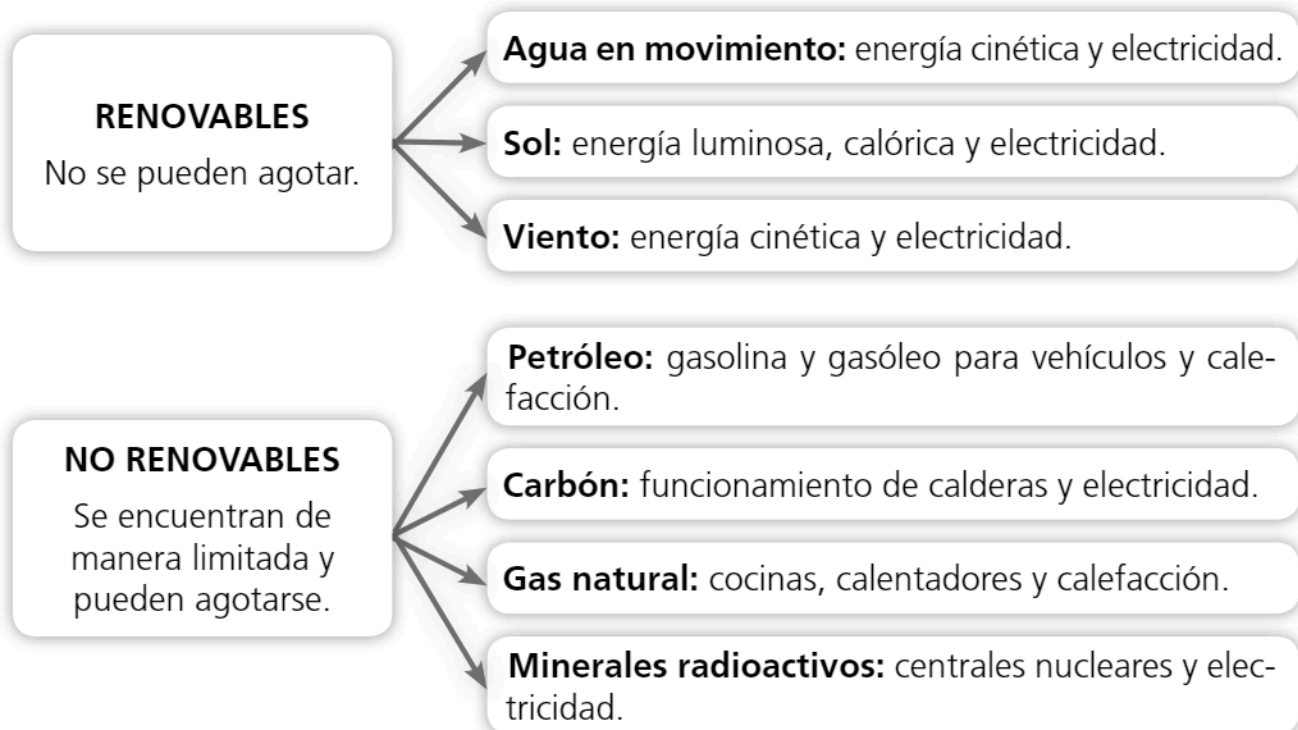 RENOVABLES
No se pueden agotar.
Agua en movimiento: energía cinética y electricidad.
Sol: energía luminosa, calórica y electricidad.
Viento: energía cinética y electricidad.
NO RENOVABLES
Se encuentran de
manera limitada y
pueden agotarse.
Petróleo: gasolina y gasóleo para vehículos y cale-
facción.
Carbón: funcionamiento de calderas y electricidad.
Gas natural: cocinas, calentadores y calefacción.
Minerales radioactivos: centrales nucleares y elec-
tricidad.